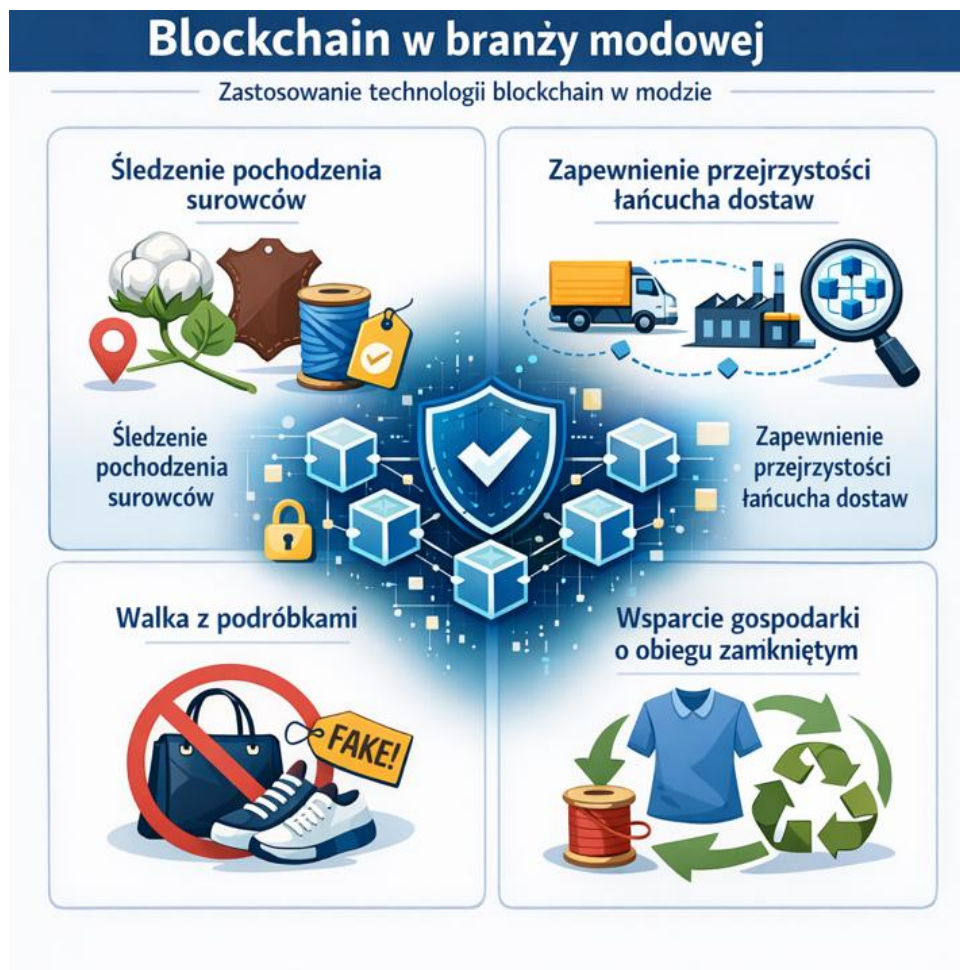 Blockchain w branży modowej
Zastosowanie technologii blockchain w modzie
Śledzenie pochodzenia
surowców
Śledzenie
pochodzenia
surowców
Zapewnienie przejrzystości
łańcucha dostaw
Zapewnienie
przejrzystości
łańcucha dostaw
Walka z podróbkami
FAKE!
Wsparcie gospodarki
o obiegu zamkniętym